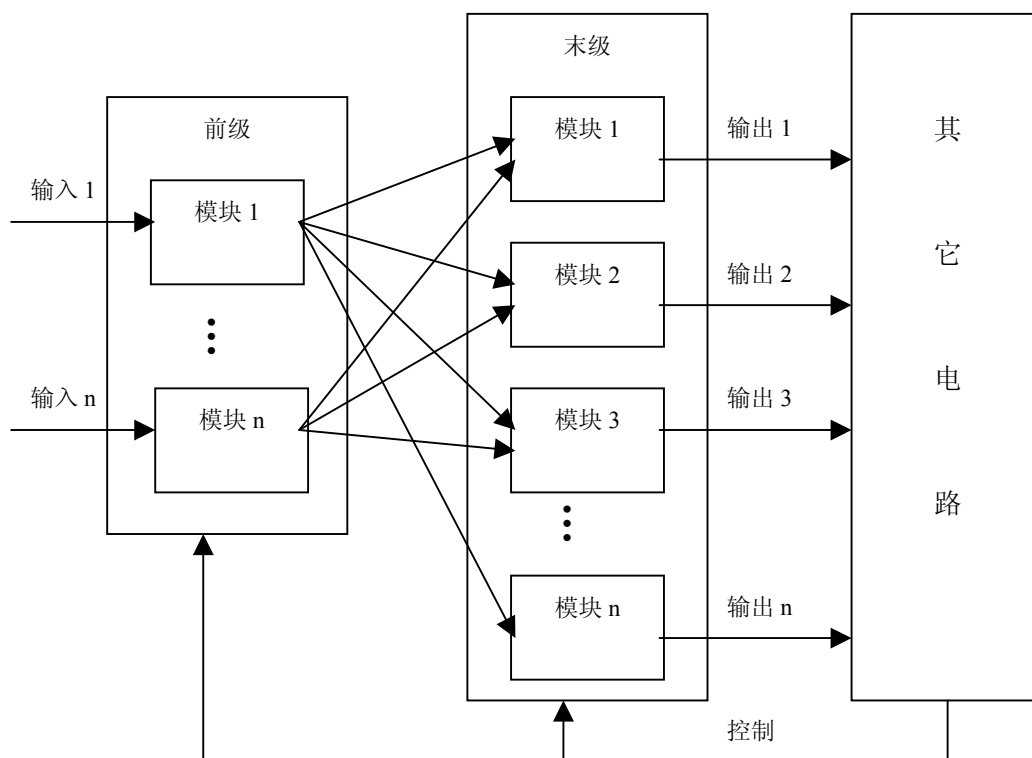 前级
输入 1
模块 1
输入 n
模块 n
末级
模块 1
模块 2
模块 3
模块 n
输出 1
输出 2
输出 3
输出 n
其
它
电
路
控制